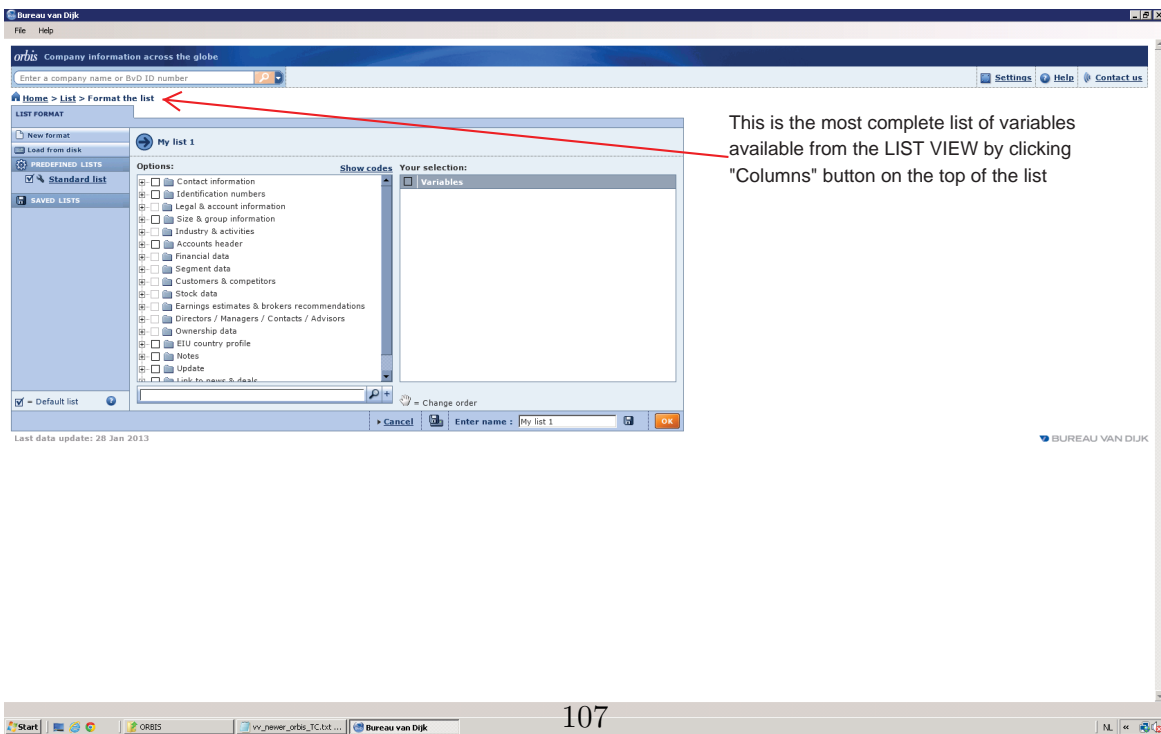 Bureau van Dijk
File Help
orbis Company information across the globe
Enter a company name or BvD ID number
Settings Help Contact us
Home > List > Format the list
LIST FORMAT
New format
Load from disk
PREDEFINED LISTS
Standard list
SAVED LISTS
= Default list
My list 1
Options: Show codes
Contact information
Identification numbers
Legal & account information
Size & group information
Industry & activities
Accounts header
Financial data
Segment data
Customers & competitors
Stock data
Earnings estimates & brokers recommendations
Directors / Managers / Contacts / Advisors
Ownership data
EIU country profile
Notes
Update
Link to news & deals
Your selection:
Variables
= Change order
Cancel Enter name : My list 1 OK
This is the most complete list of variables
available from the LIST VIEW by clicking
"Columns" button on the top of the list
Last data update: 28 Jan 2013
BUREAU VAN DIJK
107
Start ORBIS vv_newer_orbis_TC.txt ... Bureau van Dijk NL «